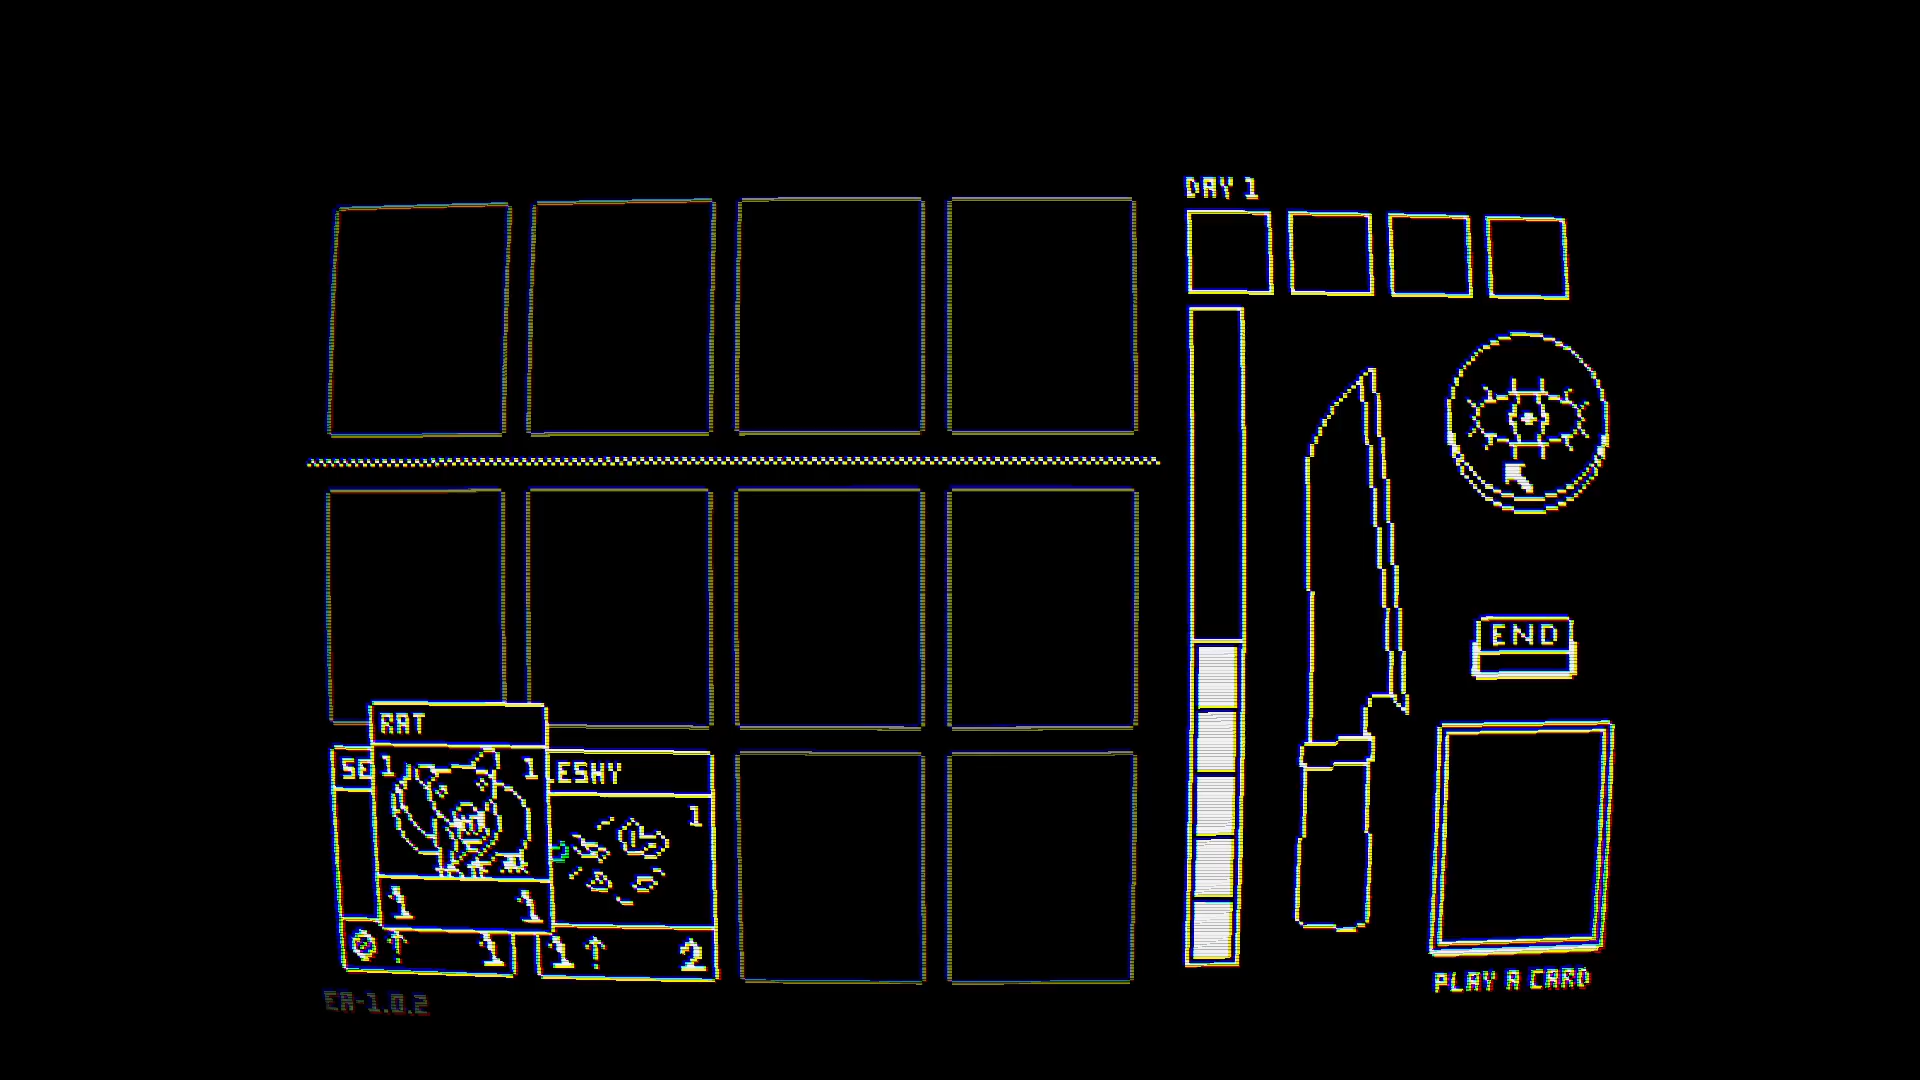 DAY 1
END
RAT
1 1
ESHY
1
1 1
0 1
1 2
PLAY A CARD
EA-1.0.2